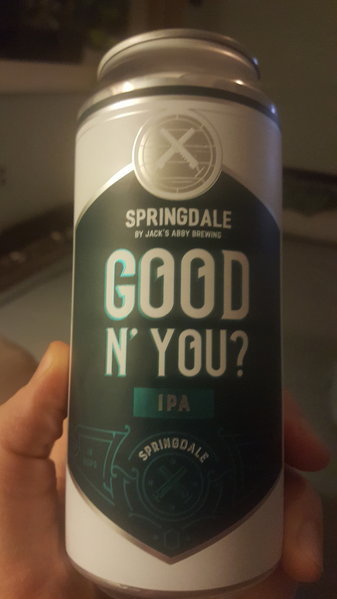 SPRINGDALE
BY JACK'S ABBY BREWING
GOOD
N' YOU?
IPA
SPRINGDALE